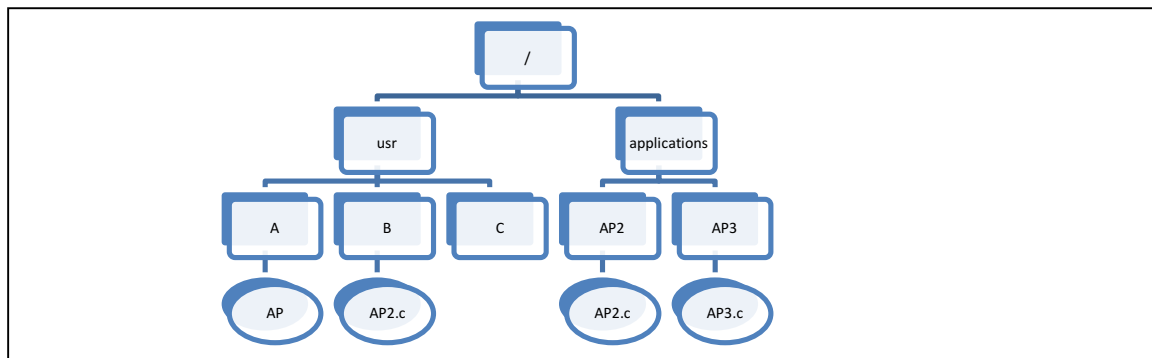 /
usr
applications
A
B
C
AP2
AP3
AP
AP2.c
AP2.c
AP3.c